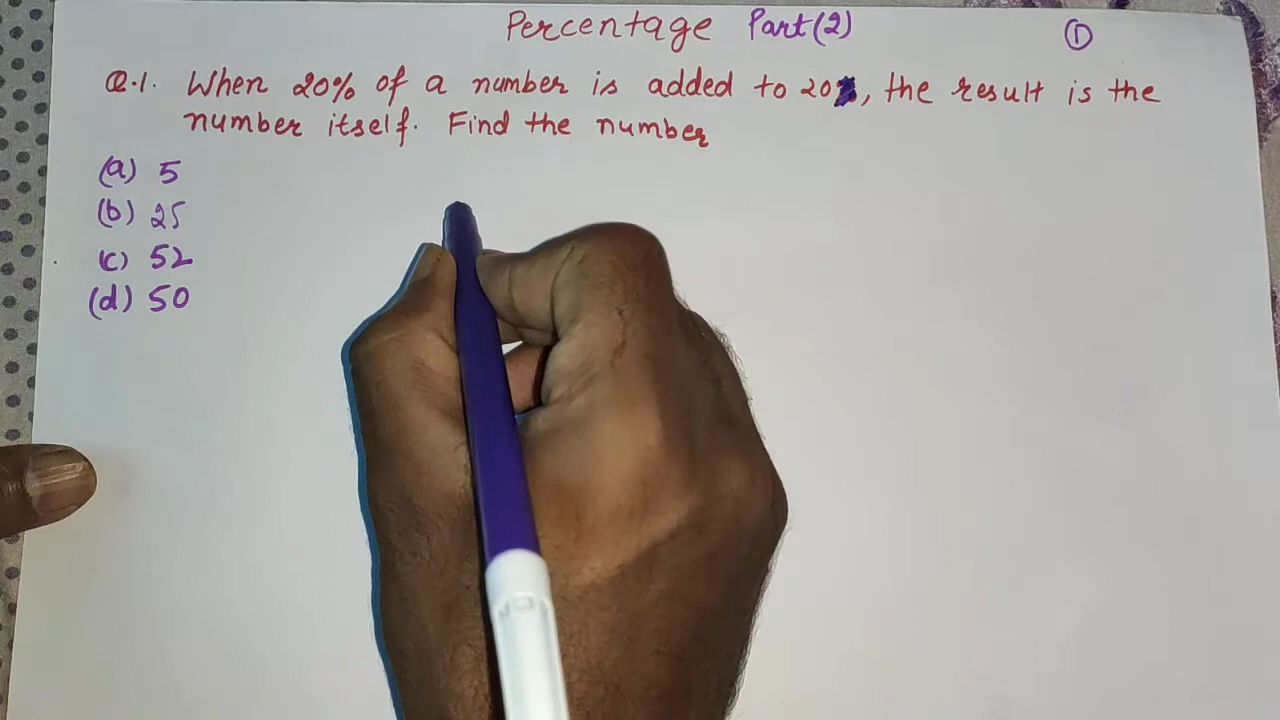 Percentage Part(2)
①
Q.1. When 20% of a number is added to 20, the result is the
number itself. Find the number
(a) 5
(b) 25
(c) 52
(d) 50